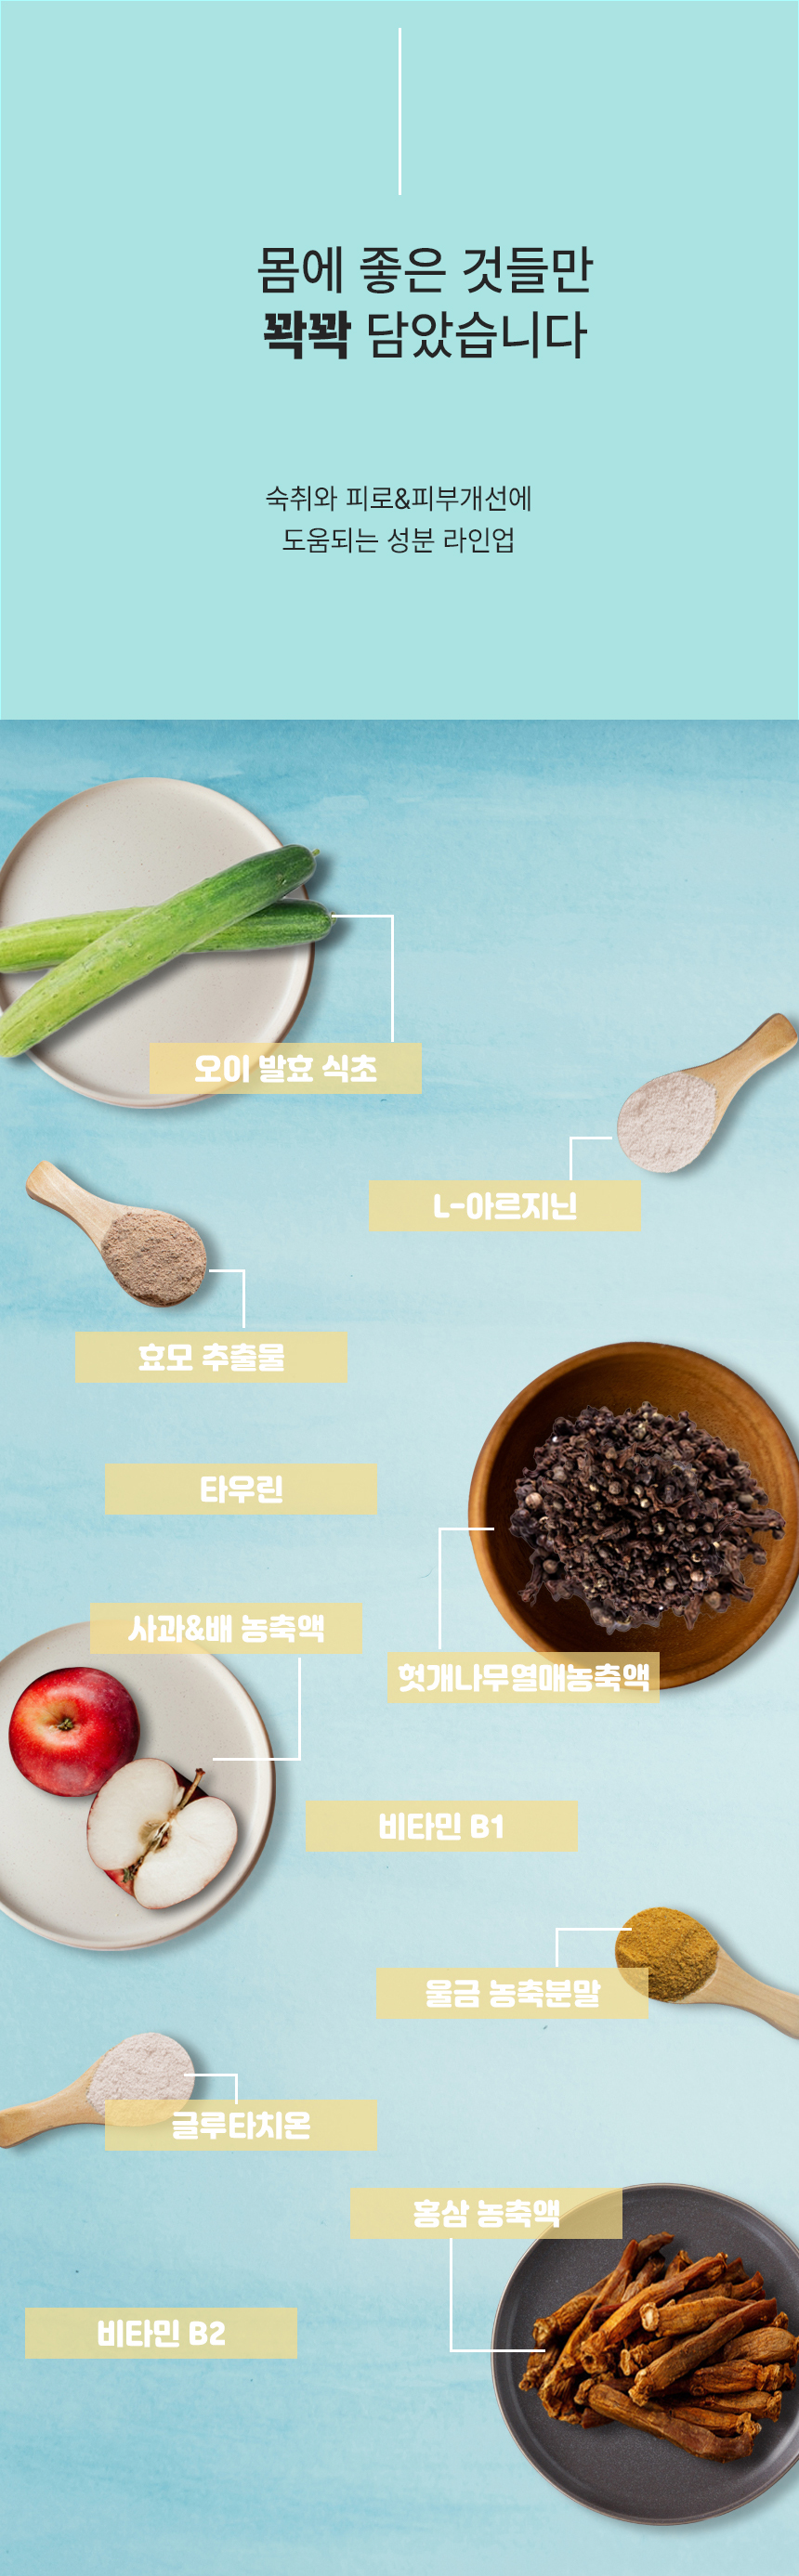 몸에 좋은 것들만
꽉꽉 담았습니다
숙취와 피로&피부개선에
도움되는 성분 라인업
오이 발효 식초
L-아르지닌
효모 추출물
타우린
사과&배 농축액
헛개나무열매농축액
비타민 B1
울금 농축분말
글루타치온
홍삼 농축액
비타민 B2